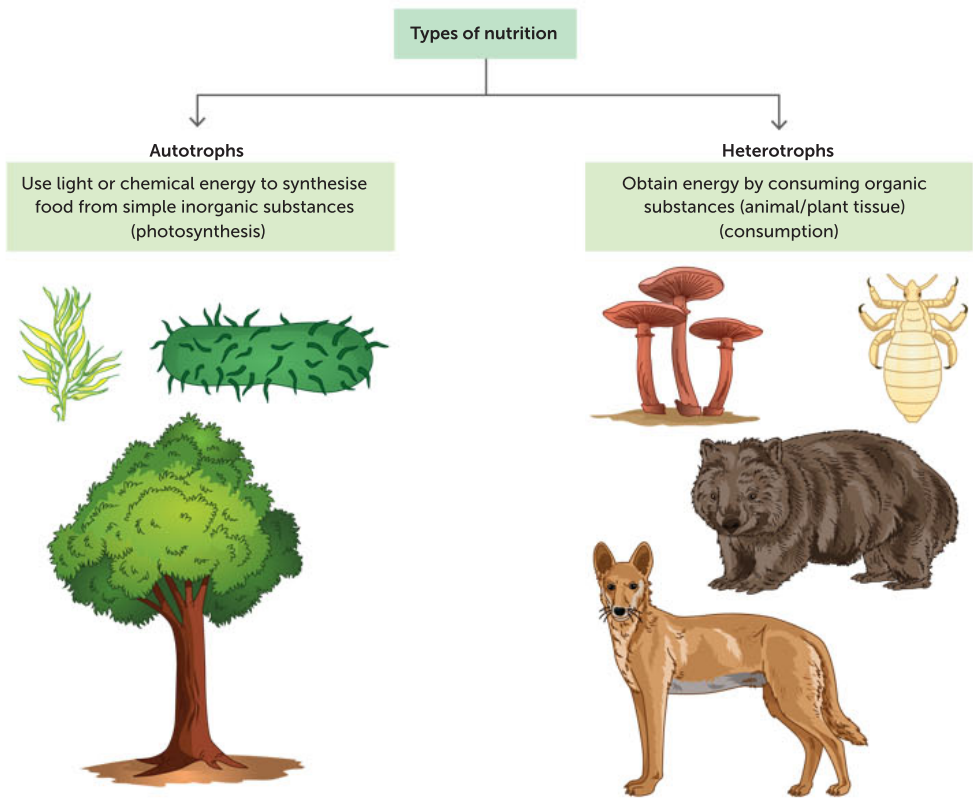 Types of nutrition
Autotrophs
Use light or chemical energy to synthesise
food from simple inorganic substances
(photosynthesis)
Heterotrophs
Obtain energy by consuming organic
substances (animal/plant tissue)
(consumption)